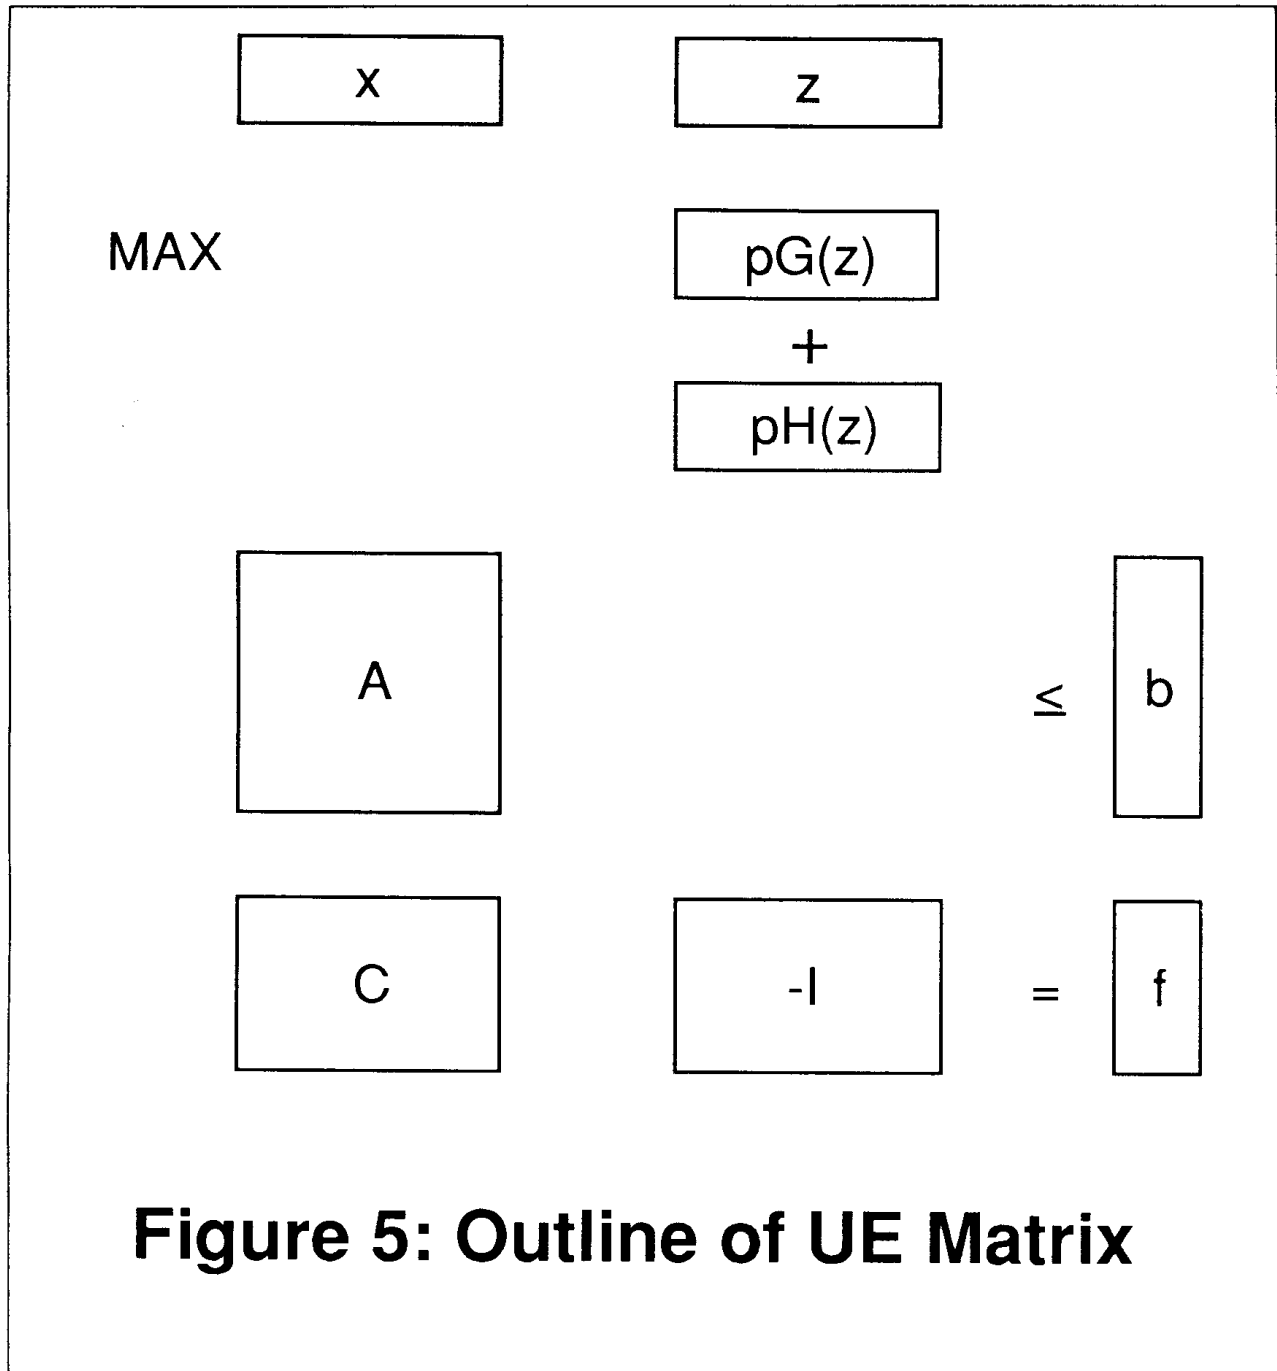 x z
MAX pG(z)
+
pH(z)
A ≤ b
C -I = f
Figure 5: Outline of UE Matrix